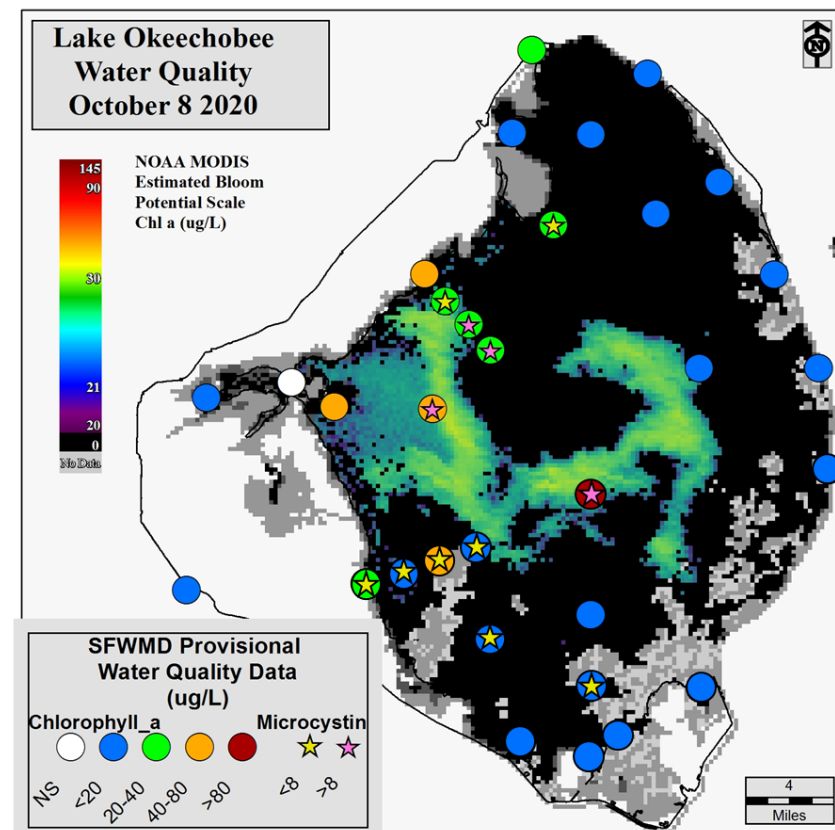 Lake Okeechobee
Water Quality
October 8 2020
N
NOAA MODIS
Estimated Bloom
Potential Scale
Chl a (ug/L)
145
90
30
21
20
0
No Data
SFWMD Provisional
Water Quality Data
(ug/L)
Chlorophyll_a Microcystin
NS <20 20-40 40-80 >80 <8 >8
4
Miles